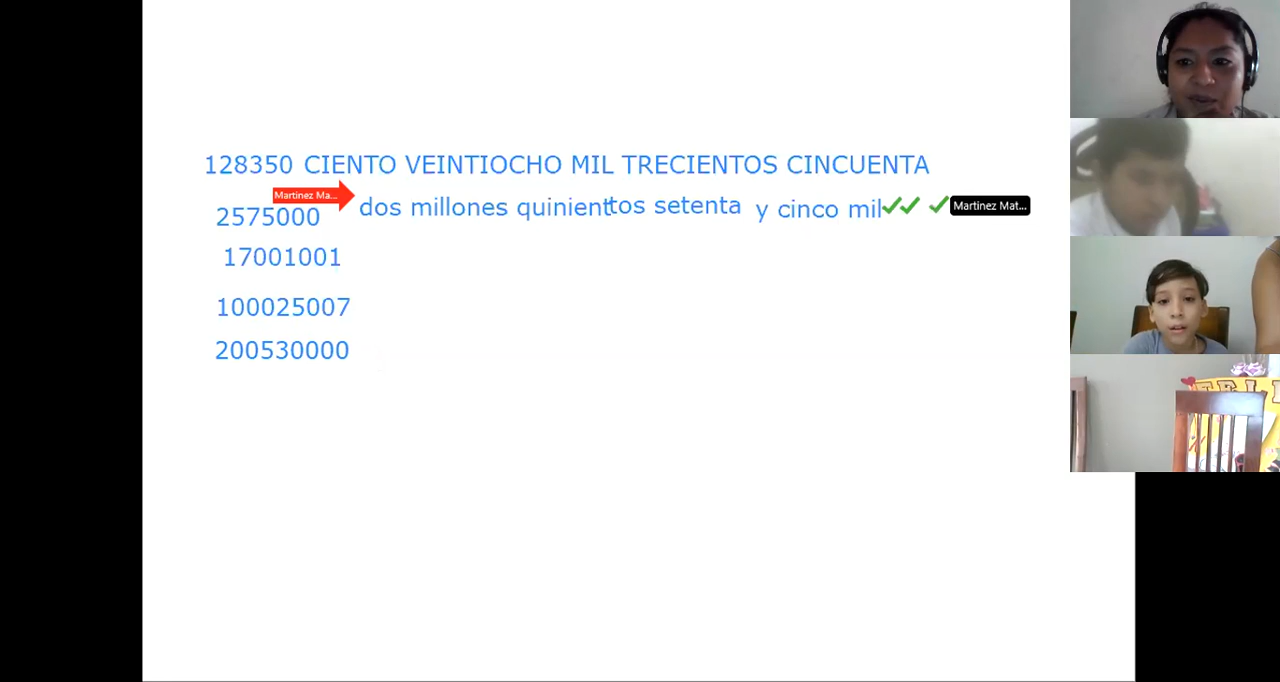 128350 CIENTO VEINTIOCHO MIL TRECIENTOS CINCUENTA
Martinez Ma...
2575000 dos millones quinienttos setenta y cinco mil Martinez Mat...
17001001
100025007
200530000